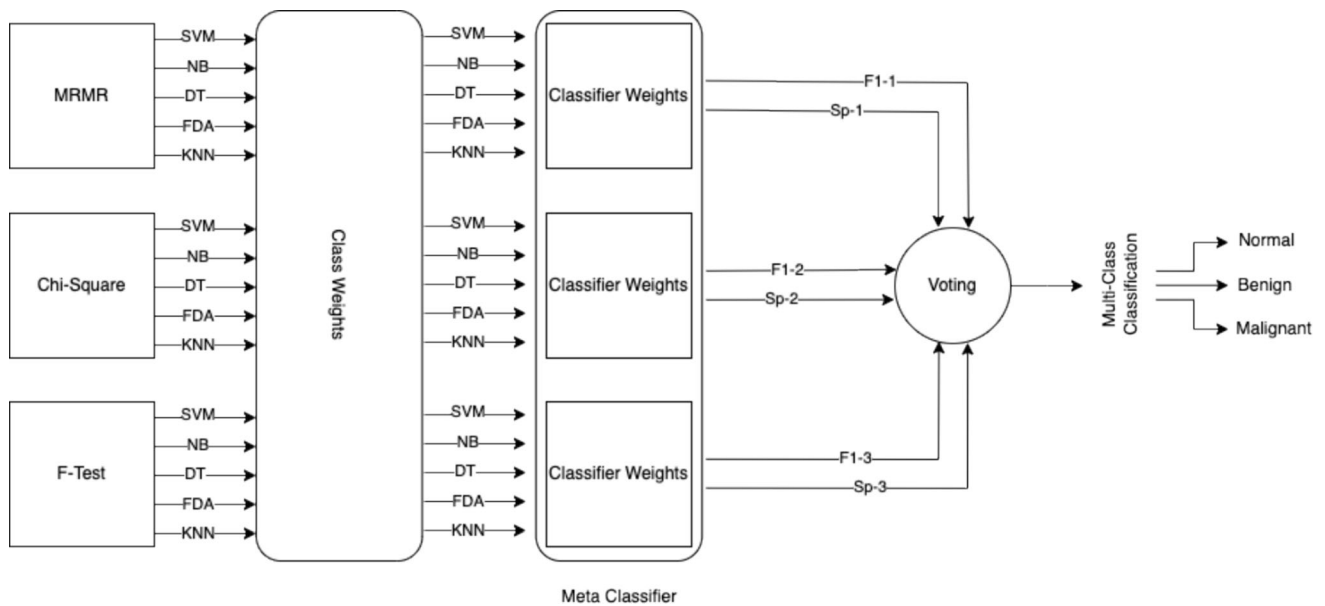 MRMR
SVM
NB
DT
FDA
KNN
Chi-Square
SVM
NB
DT
FDA
KNN
F-Test
SVM
NB
DT
FDA
KNN
Class Weights
SVM
NB
DT
FDA
KNN
SVM
NB
DT
FDA
KNN
SVM
NB
DT
FDA
KNN
Classifier Weights
Classifier Weights
Classifier Weights
Meta Classifier
F1-1
Sp-1
F1-2
Sp-2
F1-3
Sp-3
Voting
Multi-Class
Classification
Normal
Benign
Malignant